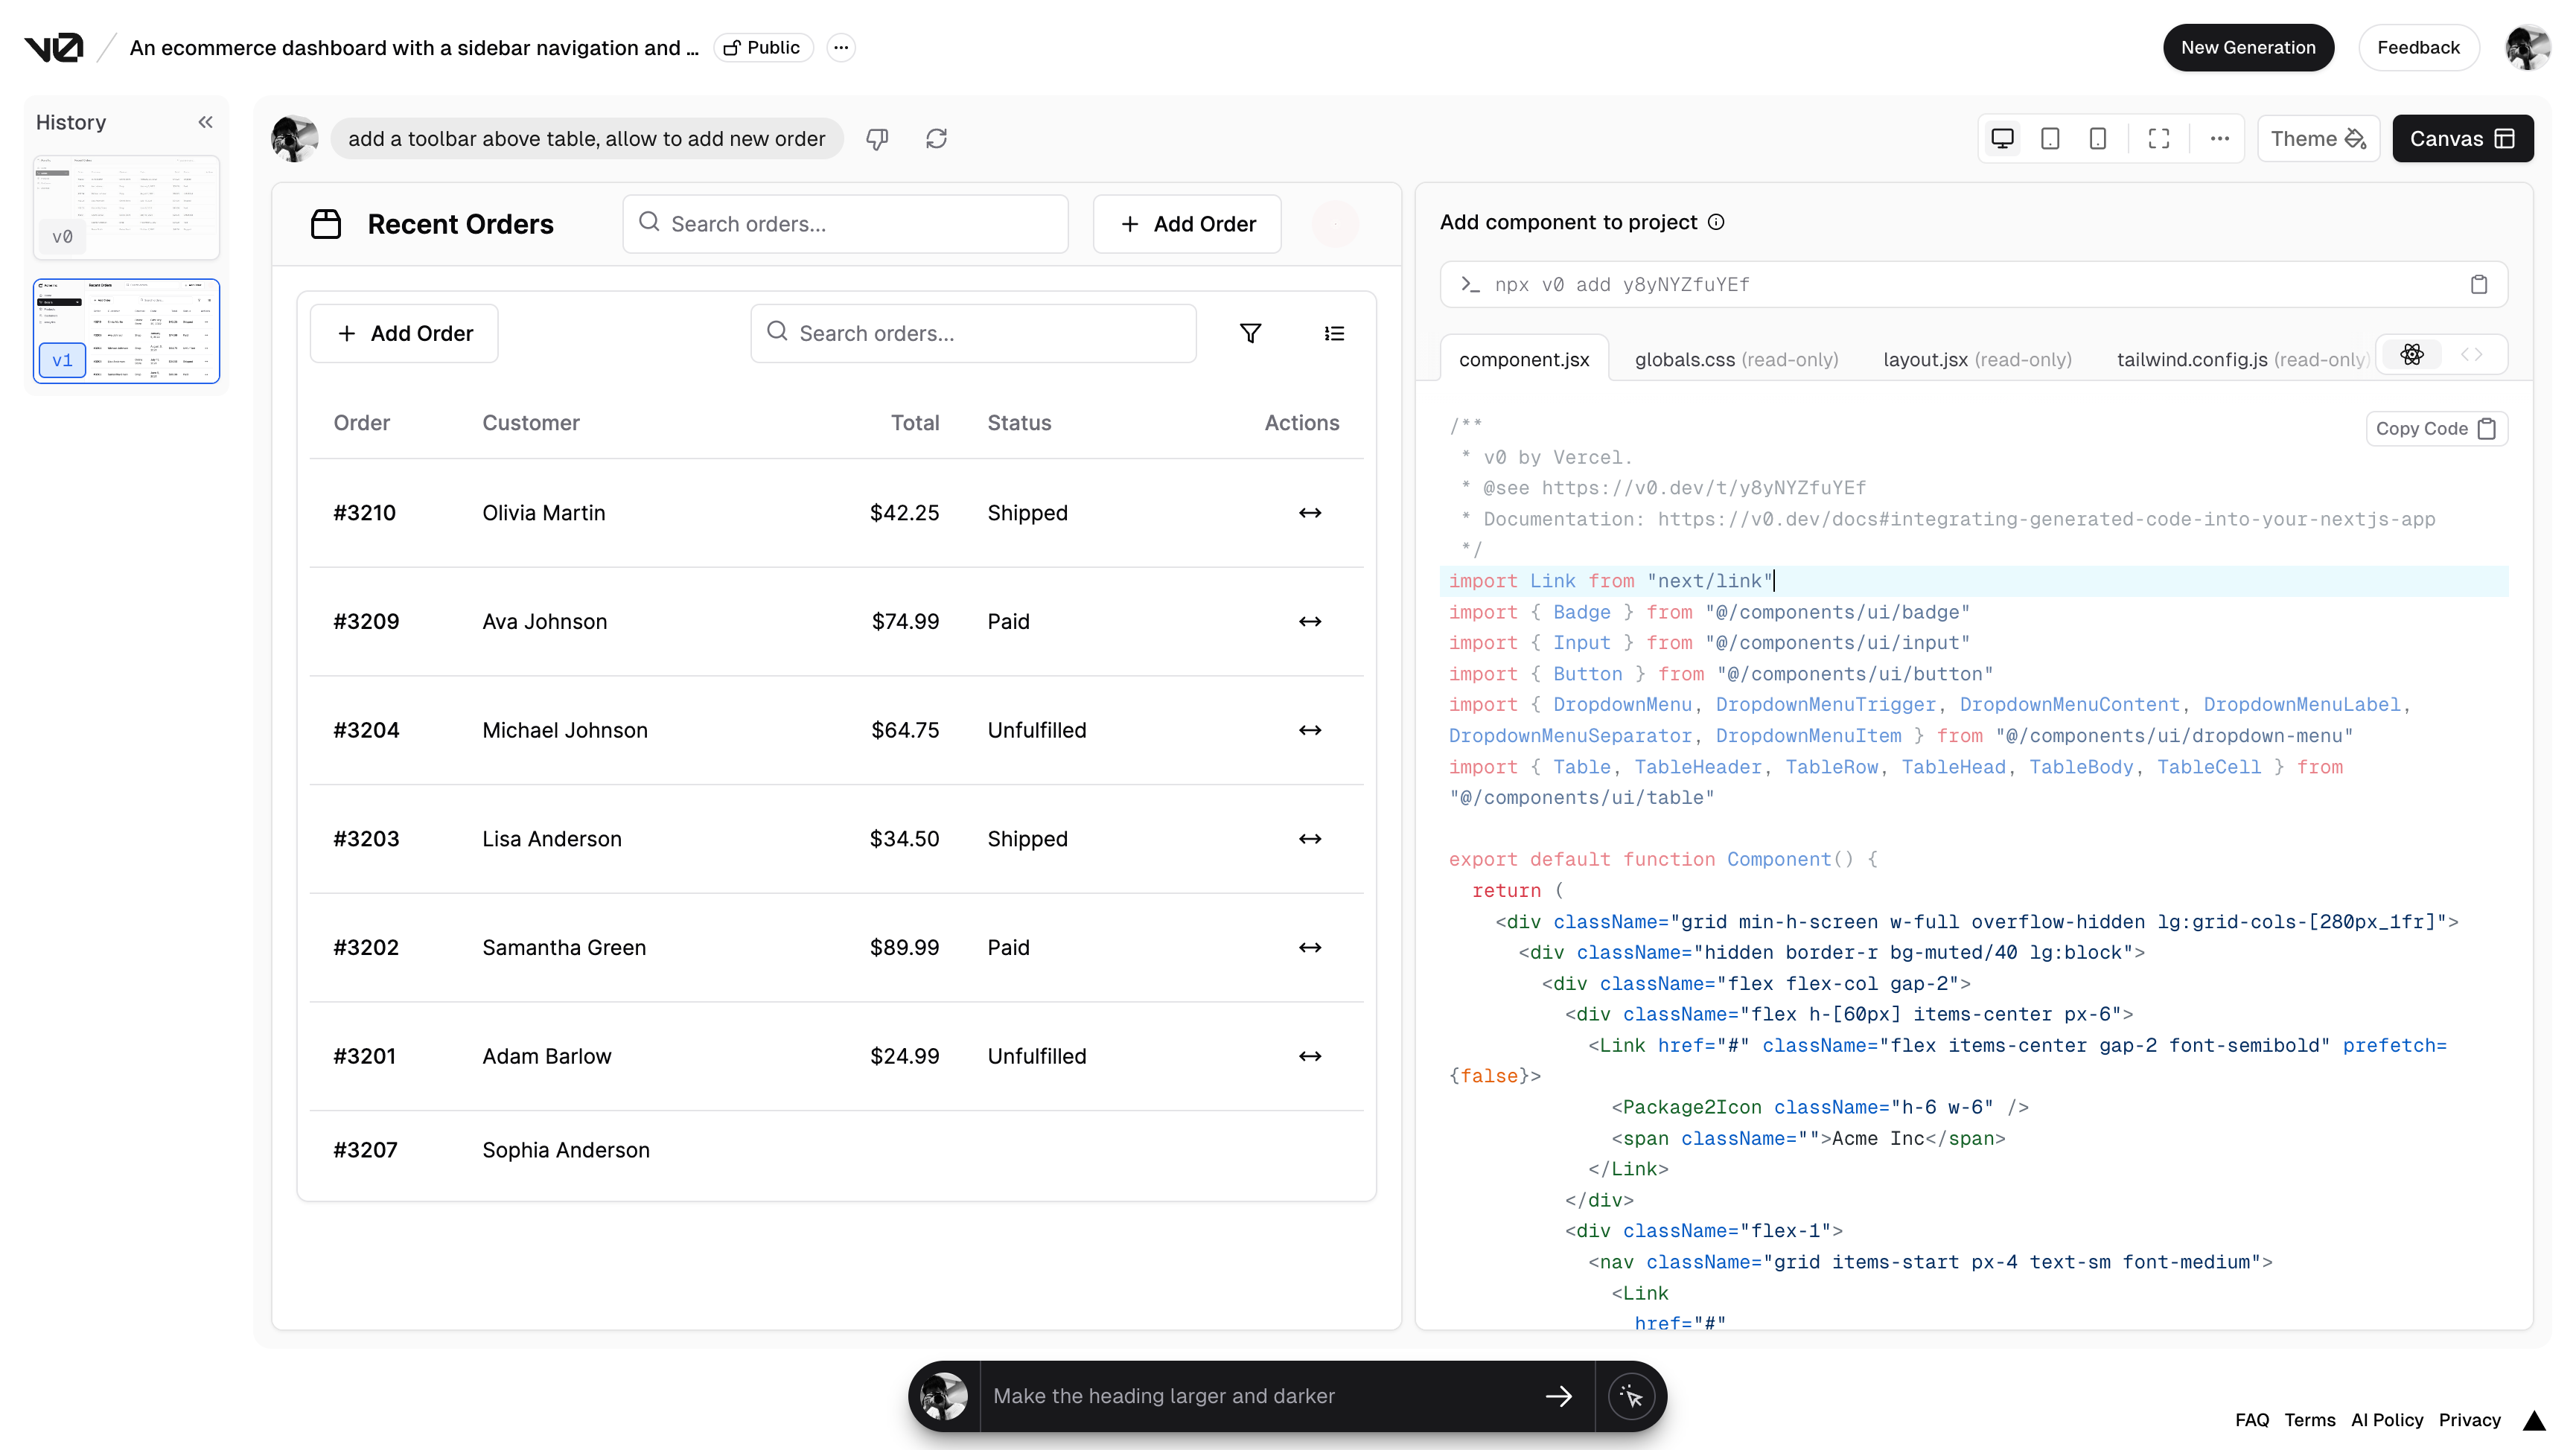 v0 / An ecommerce dashboard with a sidebar navigation and ... Public
New Generation Feedback
History
v0
v1
add a toolbar above table, allow to add new order
Theme Canvas
Recent Orders Search orders... + Add Order
+ Add Order Search orders...
Order Customer Total Status Actions
#3210 Olivia Martin $42.25 Shipped
#3209 Ava Johnson $74.99 Paid
#3204 Michael Johnson $64.75 Unfulfilled
#3203 Lisa Anderson $34.50 Shipped
#3202 Samantha Green $89.99 Paid
#3201 Adam Barlow $24.99 Unfulfilled
#3207 Sophia Anderson
Add component to project
npx v0 add y8yNYZfuYEf
component.jsx globals.css (read-only) layout.jsx (read-only) tailwind.config.js (read-only)
Copy Code
/**
 * v0 by Vercel.
 * @see https://v0.dev/t/y8yNYZfuYEf
 * Documentation: https://v0.dev/docs#integrating-generated-code-into-your-nextjs-app
 */
import Link from "next/link"
import { Badge } from "@/components/ui/badge"
import { Input } from "@/components/ui/input"
import { Button } from "@/components/ui/button"
import { DropdownMenu, DropdownMenuTrigger, DropdownMenuContent, DropdownMenuLabel,
DropdownMenuSeparator, DropdownMenuItem } from "@/components/ui/dropdown-menu"
import { Table, TableHeader, TableRow, TableHead, TableBody, TableCell } from
"@/components/ui/table"
export default function Component() {
return (
<div className="grid min-h-screen w-full overflow-hidden lg:grid-cols-[280px_1fr]">
<div className="hidden border-r bg-muted/40 lg:block">
<div className="flex flex-col gap-2">
<div className="flex h-[60px] items-center px-6">
<Link href="#" className="flex items-center gap-2 font-semibold" prefetch=
{false}>
<Package2Icon className="h-6 w-6" />
<span className="">Acme Inc</span>
</Link>
</div>
<div className="flex-1">
<nav className="grid items-start px-4 text-sm font-medium">
<Link
href="#"
Make the heading larger and darker
FAQ Terms AI Policy Privacy